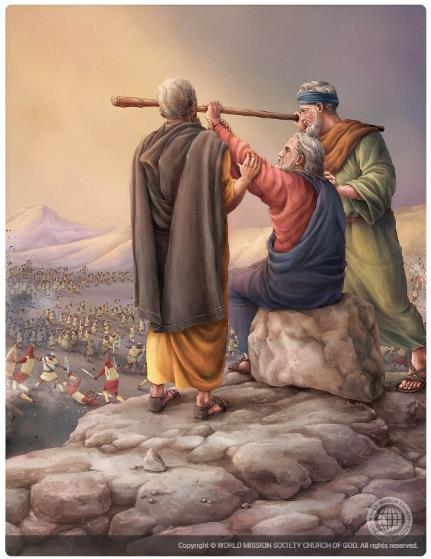 Copyright © WORLD MISSION SOCIETY CHURCH OF GOD. All rights reserved.